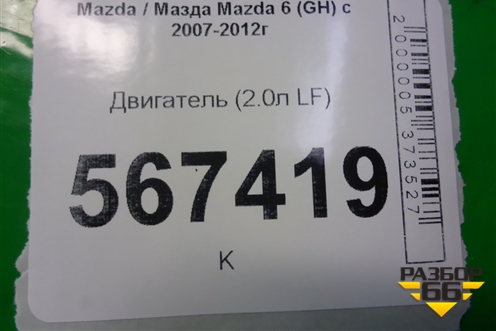 Mazda / Мазда Mazda 6 (GH) с
2007-2012г
Двигатель (2.0л LF)
567419
К
2000005373527
РАЗБОР
66